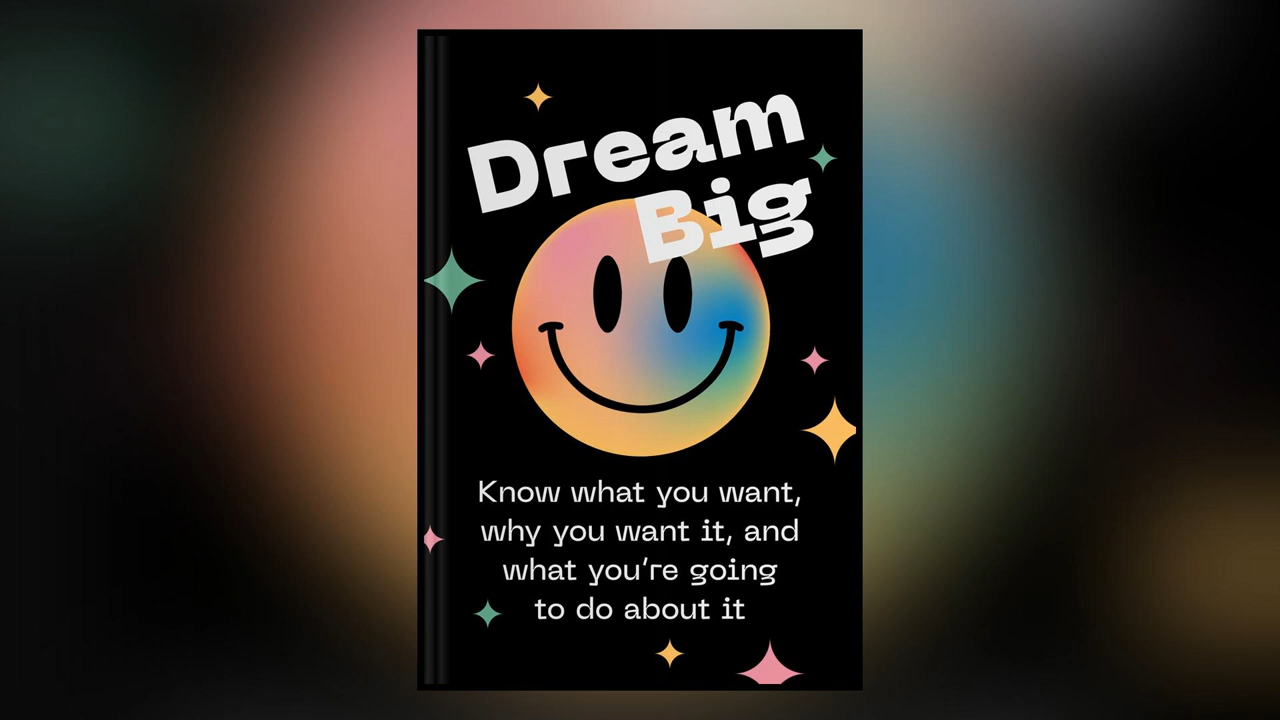 Dream
Big
Know what you want,
why you want it, and
what you're going
to do about it